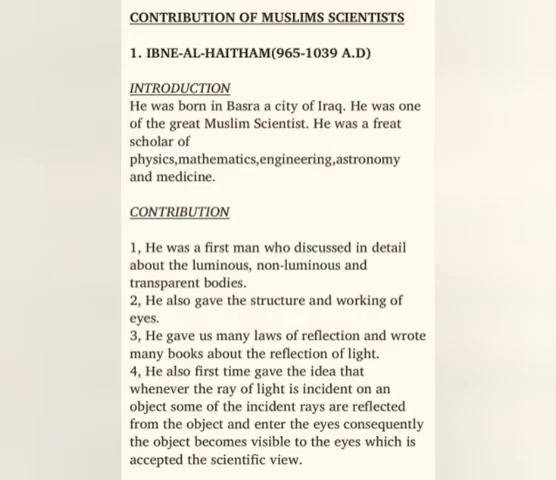 CONTRIBUTION OF MUSLIMS SCIENTISTS
1. IBNE-AL-HAITHAM(965-1039 A.D)
INTRODUCTION
He was born in Basra a city of Iraq. He was one
of the great Muslim Scientist. He was a freat
scholar of
physics,mathematics,engineering,astronomy
and medicine.
CONTRIBUTION
1, He was a first man who discussed in detail
about the luminous, non-luminous and
transparent bodies.
2, He also gave the structure and working of
eyes.
3, He gave us many laws of reflection and wrote
many books about the reflection of light.
4, He also first time gave the idea that
whenever the ray of light is incident on an
object some of the incident rays are reflected
from the object and enter the eyes consequently
the object becomes visible to the eyes which is
accepted the scientific view.